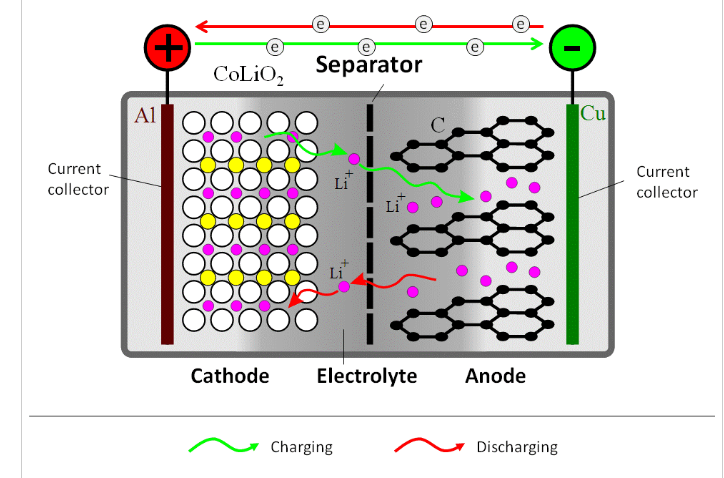 e e e
+
-
e e e
CoLiO₂
Separator
Al
C
Cu
Current
collector
Li⁺
Li⁺
Current
collector
Li⁺
Cathode
Electrolyte
Anode
Charging
Discharging